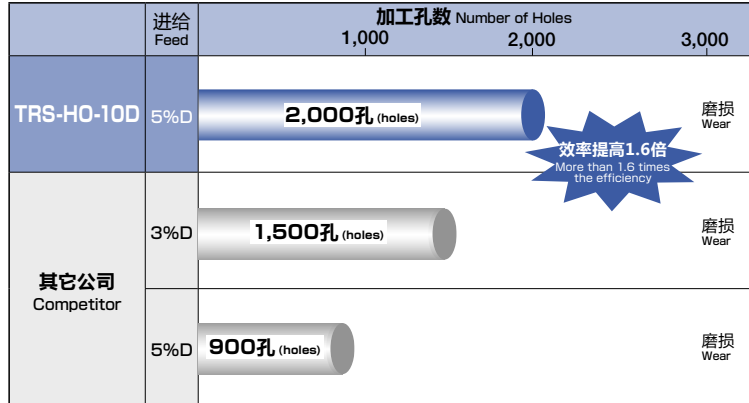 进给
Feed
加工孔数 Number of Holes
1,000
2,000
3,000
TRS-HO-10D
5%D
2,000孔 (holes)
磨损
Wear
效率提高1.6倍
More than 1.6 times
the efficiency
其它公司
Competitor
3%D
1,500孔 (holes)
磨损
Wear
5%D
900孔 (holes)
磨损
Wear